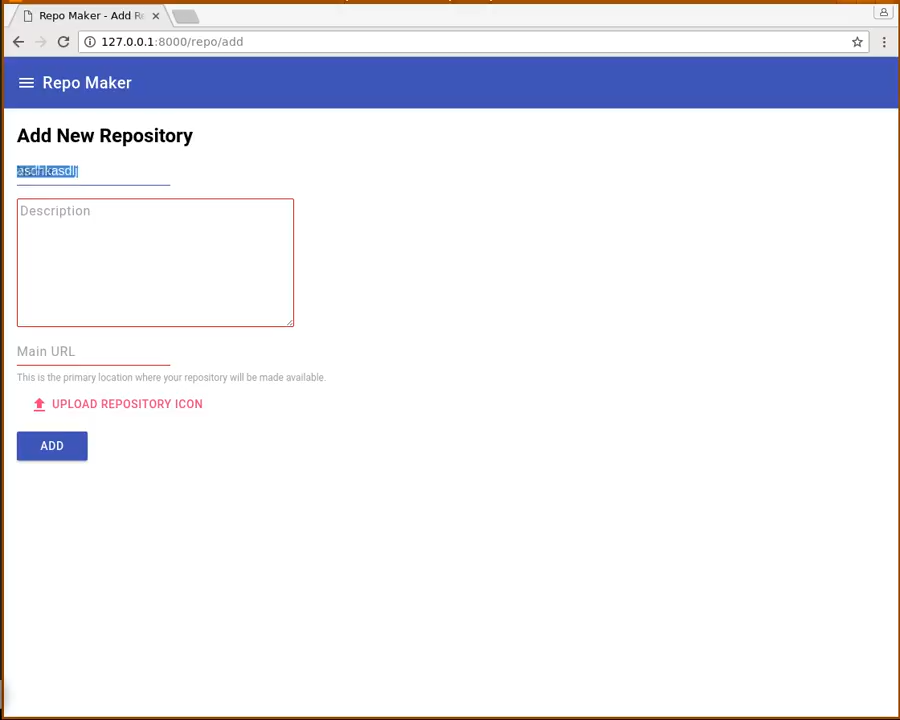 Repo Maker - Add Re
127.0.0.1:8000/repo/add
Repo Maker
Add New Repository
Description
Main URL
This is the primary location where your repository will be made available.
UPLOAD REPOSITORY ICON
ADD